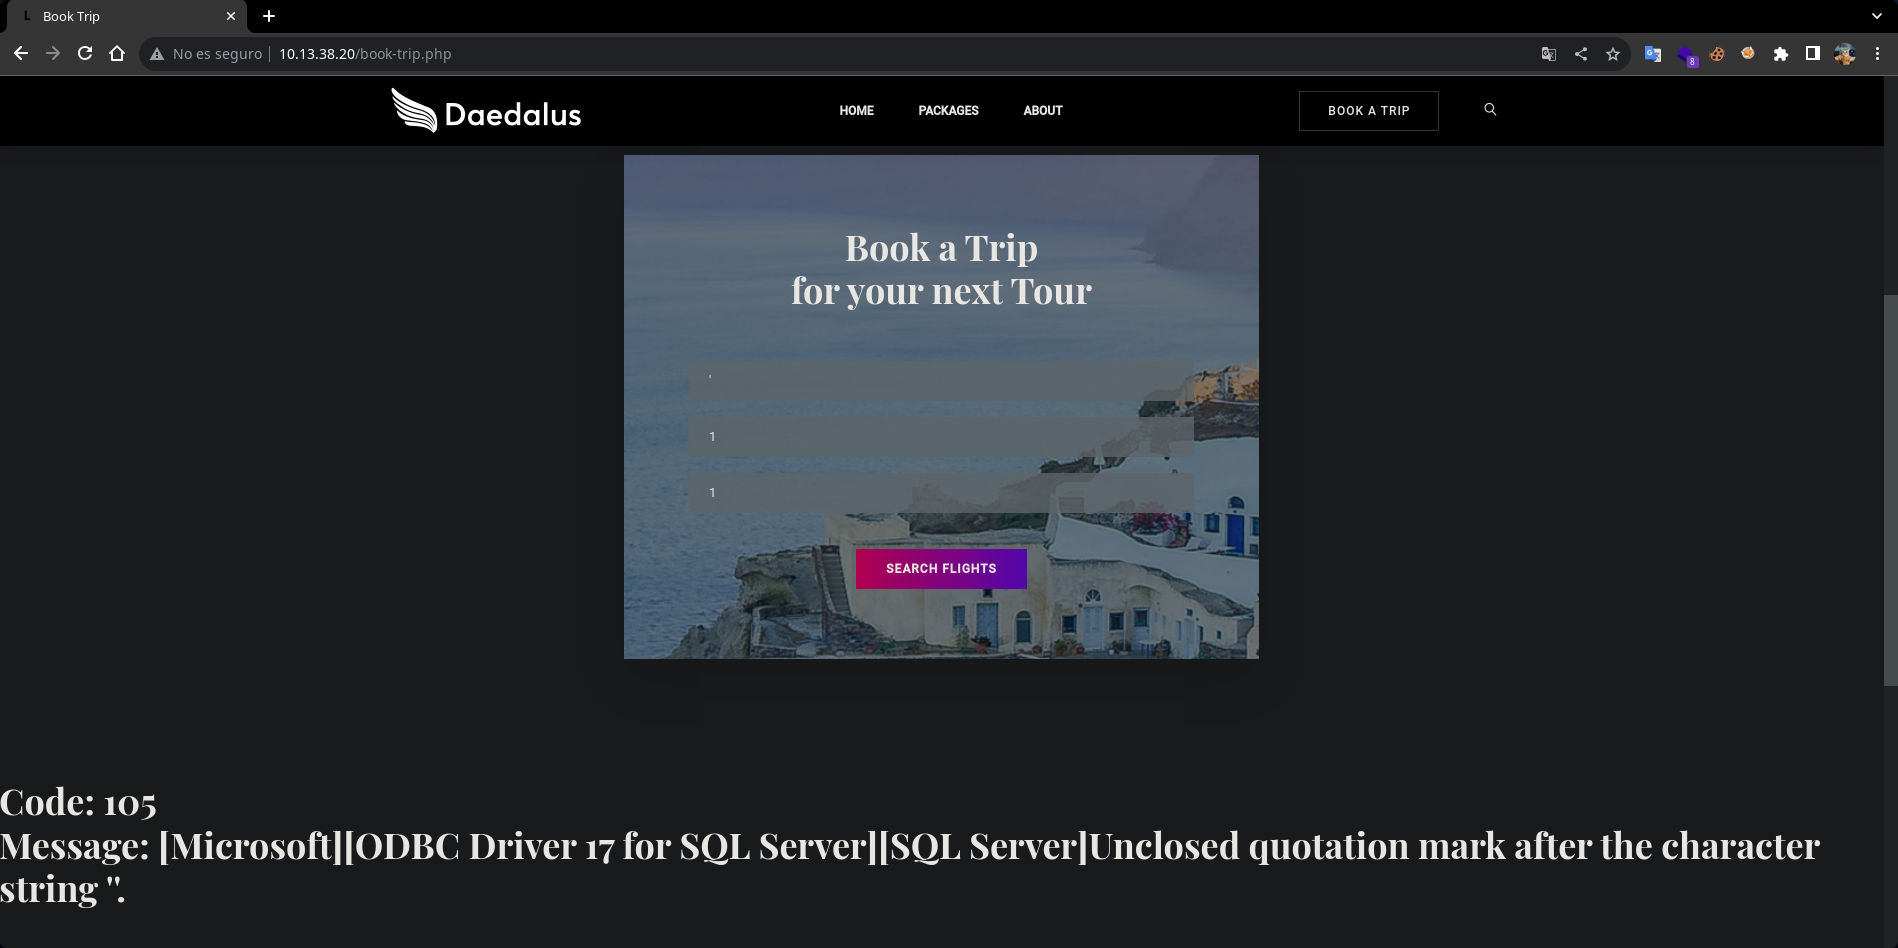 L Book Trip
No es seguro 10.13.38.20/book-trip.php
8
Daedalus HOME PACKAGES ABOUT BOOK A TRIP
Book a Trip
for your next Tour
'
1
1
SEARCH FLIGHTS
Code: 105
Message: [Microsoft][ODBC Driver 17 for SQL Server][SQL Server]Unclosed quotation mark after the character
string ''.